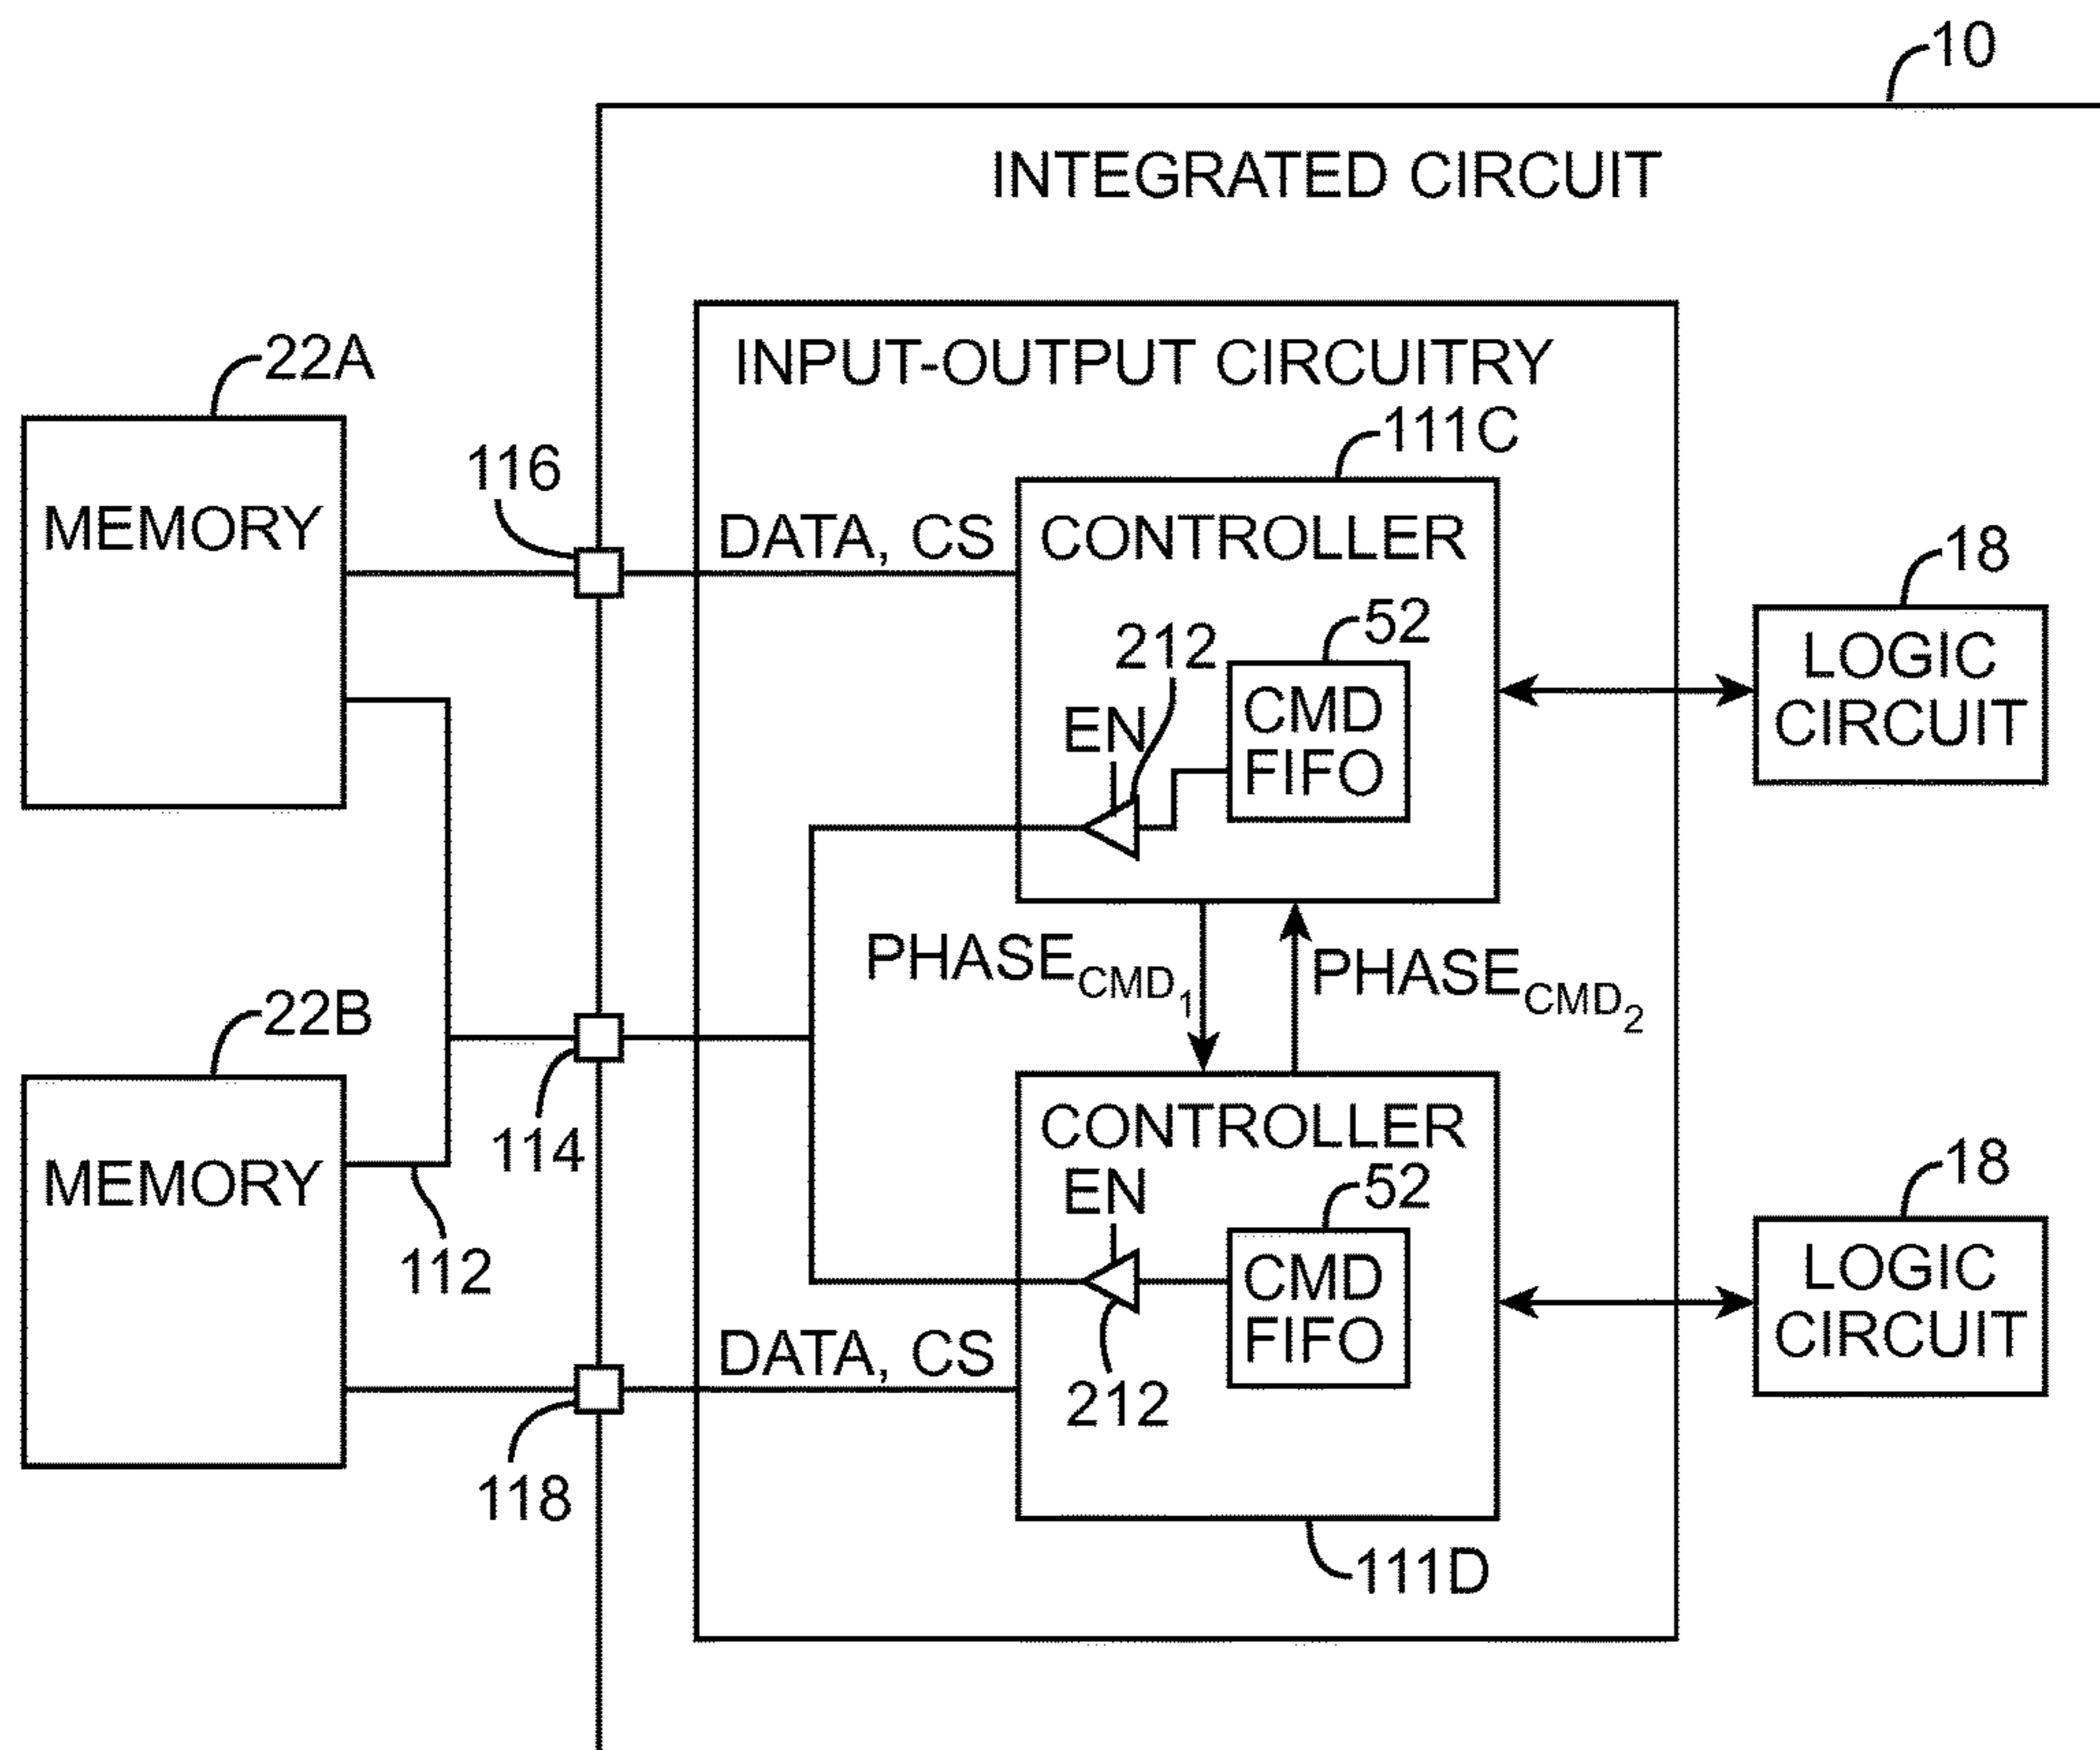 10
INTEGRATED CIRCUIT
22A
INPUT-OUTPUT CIRCUITRY
111C
116
MEMORY
DATA, CS
CONTROLLER
18
212
52
LOGIC
CIRCUIT
EN
CMD
FIFO
PHASECMD1
PHASECMD2
22B
114
CONTROLLER
MEMORY
EN
52
18
112
CMD
FIFO
LOGIC
CIRCUIT
DATA, CS
212
118
111D